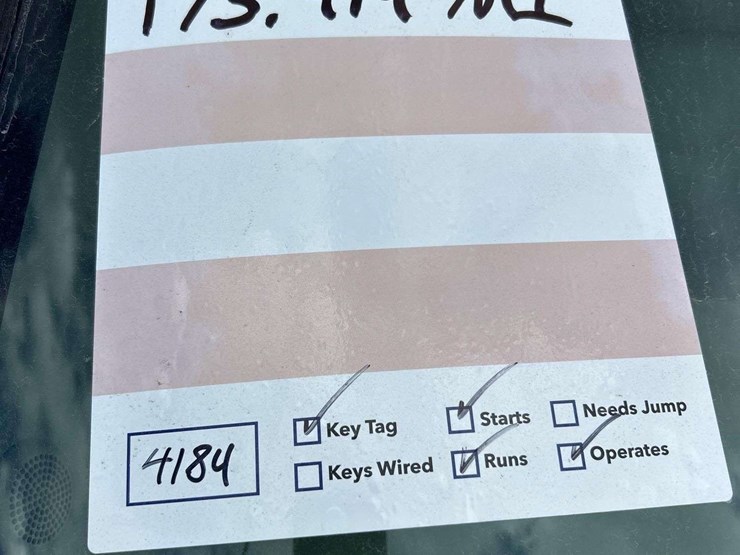 4184
Key Tag
Starts
Needs Jump
Keys Wired
Runs
Operates